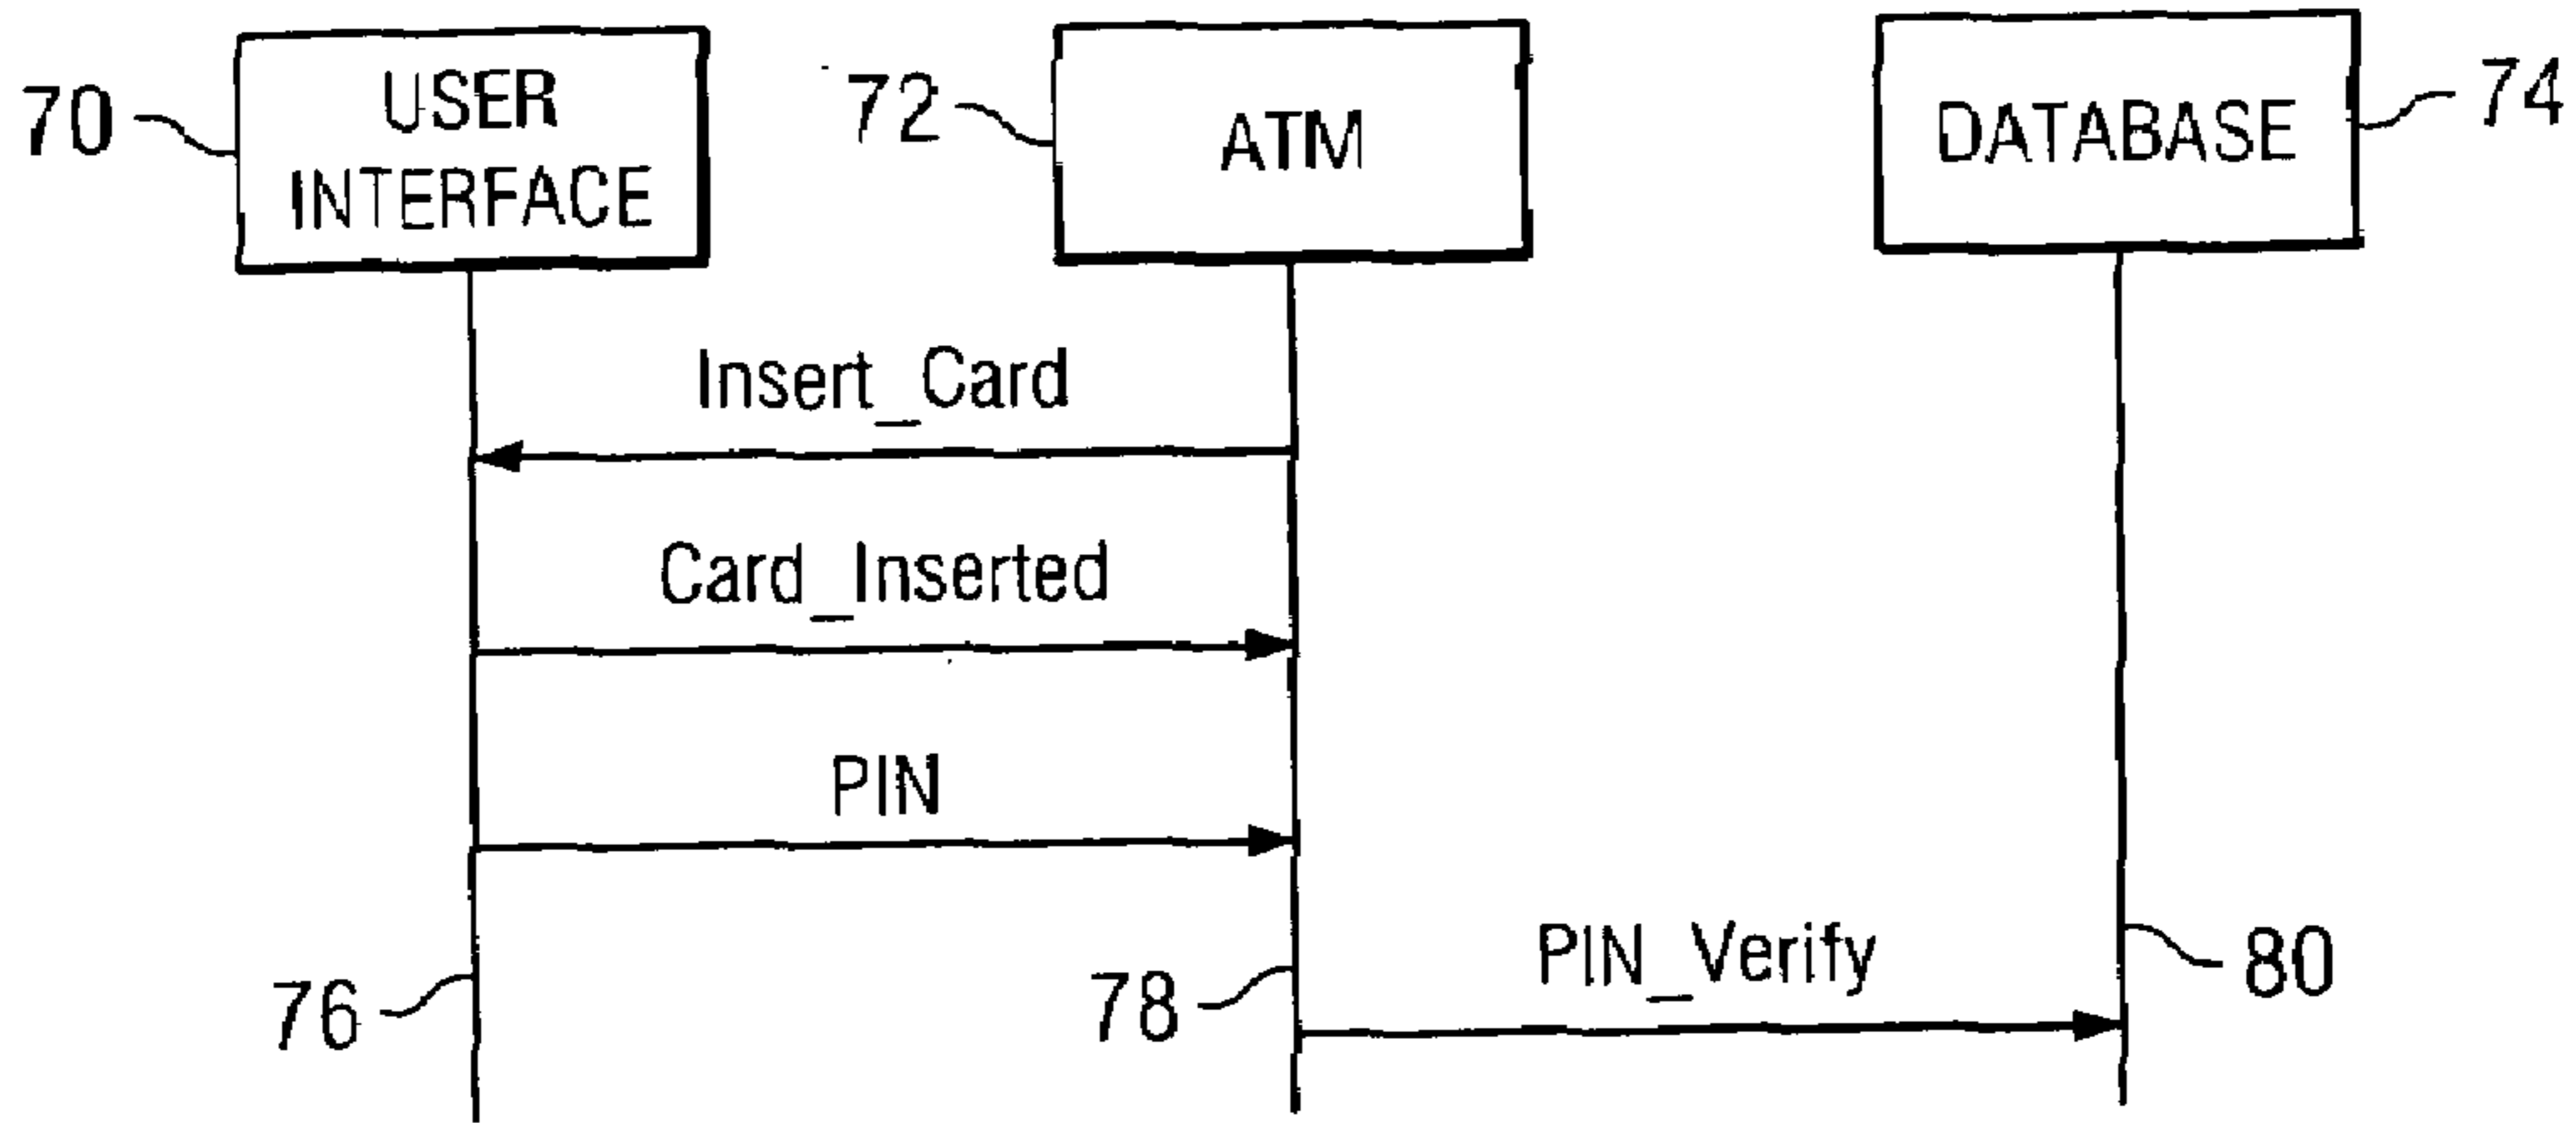 70
USER
INTERFACE
72
ATM
DATABASE
74
Insert_Card
Card_Inserted
PIN
PIN_Verify
76
78
80